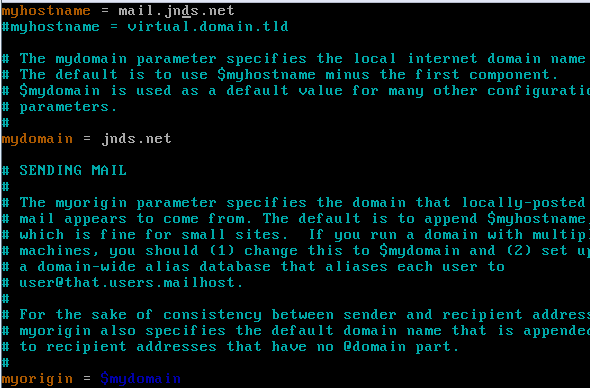 myhostname = mail.jnds.net
#myhostname = virtual.domain.tld
# The mydomain parameter specifies the local internet domain name
# The default is to use $myhostname minus the first component.
# $mydomain is used as a default value for many other configuratio
# parameters.
#
mydomain = jnds.net
# SENDING MAIL
#
# The myorigin parameter specifies the domain that locally-posted
# mail appears to come from. The default is to append $myhostname,
# which is fine for small sites.  If you run a domain with multipl
# machines, you should (1) change this to $mydomain and (2) set up
# a domain-wide alias database that aliases each user to
# user@that.users.mailhost.
#
# For the sake of consistency between sender and recipient address
# myorigin also specifies the default domain name that is appended
# to recipient addresses that have no @domain part.
#
myorigin = $mydomain